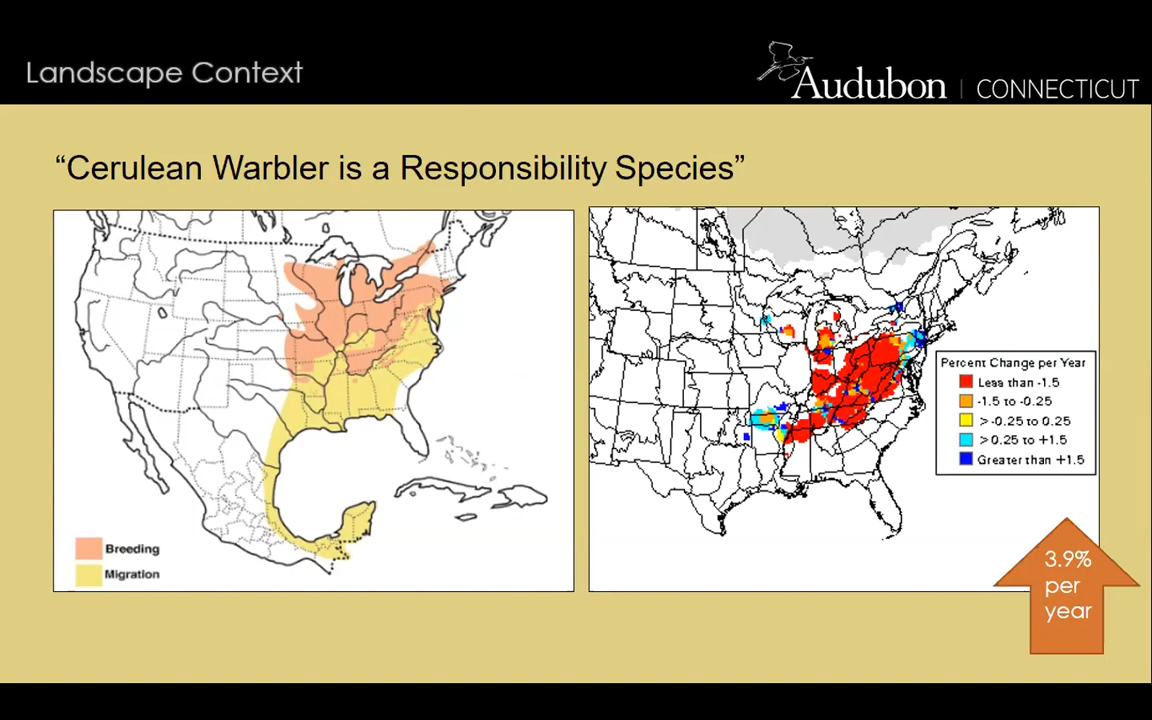 Landscape Context
Audubon | CONNECTICUT
“Cerulean Warbler is a Responsibility Species”
Breeding
Migration
Percent Change per Year
Less than -1.5
-1.5 to -0.25
> -0.25 to 0.25
> 0.25 to +1.5
Greater than +1.5
3.9%
per
year